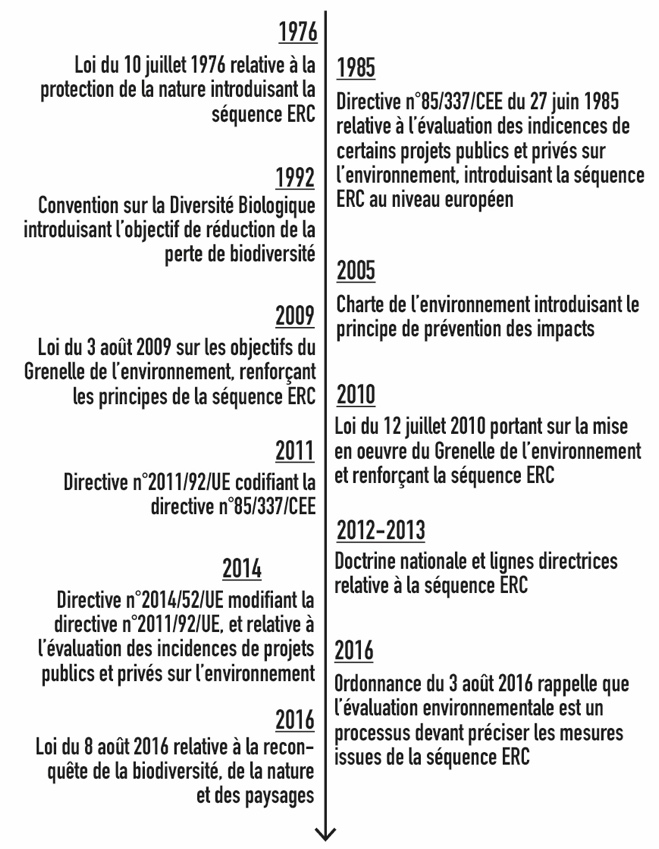 1976
Loi du 10 juillet 1976 relative à la
protection de la nature introduisant la
séquence ERC
1985
Directive n°85/337/CEE du 27 juin 1985
relative à l'évaluation des indicences de
certains projets publics et privés sur
l'environnement, introduisant la séquence
ERC au niveau européen
1992
Convention sur la Diversité Biologique
introduisant l'objectif de réduction de la
perte de biodiversité
2005
Charte de l'environnement introduisant le
principe de prévention des impacts
2009
Loi du 3 août 2009 sur les objectifs du
Grenelle de l'environnement, renforçant
les principes de la séquence ERC
2010
Loi du 12 juillet 2010 portant sur la mise
en oeuvre du Grenelle de l'environnement
et renforçant la séquence ERC
2011
Directive n°2011/92/UE codifiant la
directive n°85/337/CEE
2012-2013
Doctrine nationale et lignes directrices
relative à la séquence ERC
2014
Directive n°2014/52/UE modifiant la
directive n°2011/92/UE, et relative à
l'évaluation des incidences de projets
publics et privés sur l'environnement
2016
Ordonnance du 3 août 2016 rappelle que
l'évaluation environnementale est un
processus devant préciser les mesures
issues de la séquence ERC
2016
Loi du 8 août 2016 relative à la recon-
quête de la biodiversité, de la nature
et des paysages